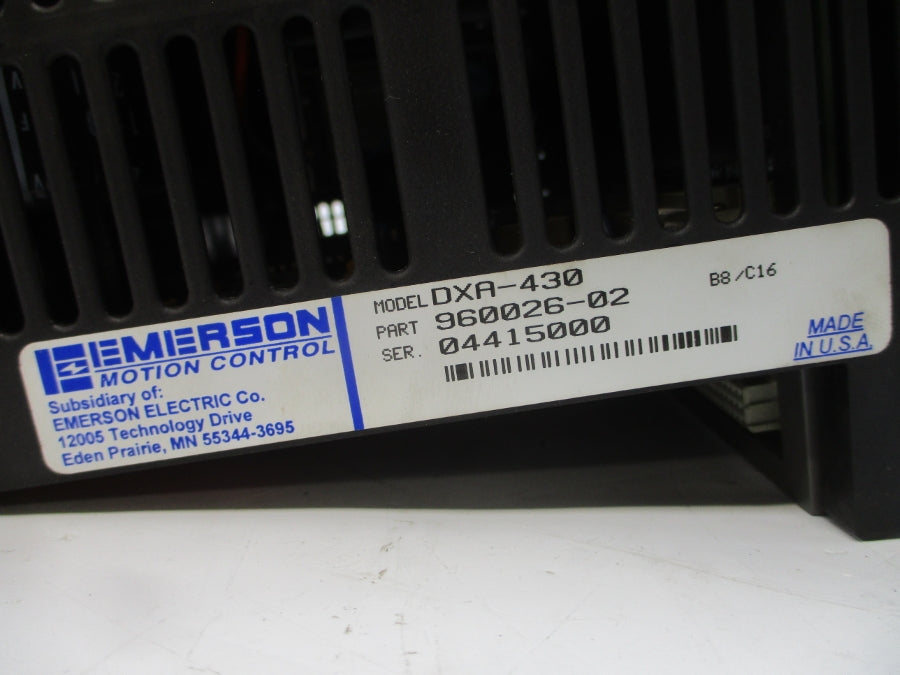 EMERSON
MOTION CONTROL
Subsidiary of:
EMERSON ELECTRIC Co.
12005 Technology Drive
Eden Prairie, MN 55344-3695
MODEL DXA-430
PART 960026-02
SER. 04415000
B8/C16
MADE
IN U.S.A.